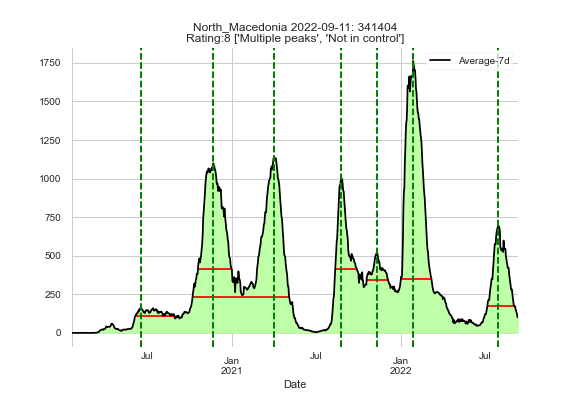 North_Macedonia 2022-09-11: 341404
Rating:8 ['Multiple peaks', 'Not in control']
Average-7d
1750
1500
1250
1000
750
500
250
0
Jul
Jan
2021
Jul
Jan
2022
Jul
Date